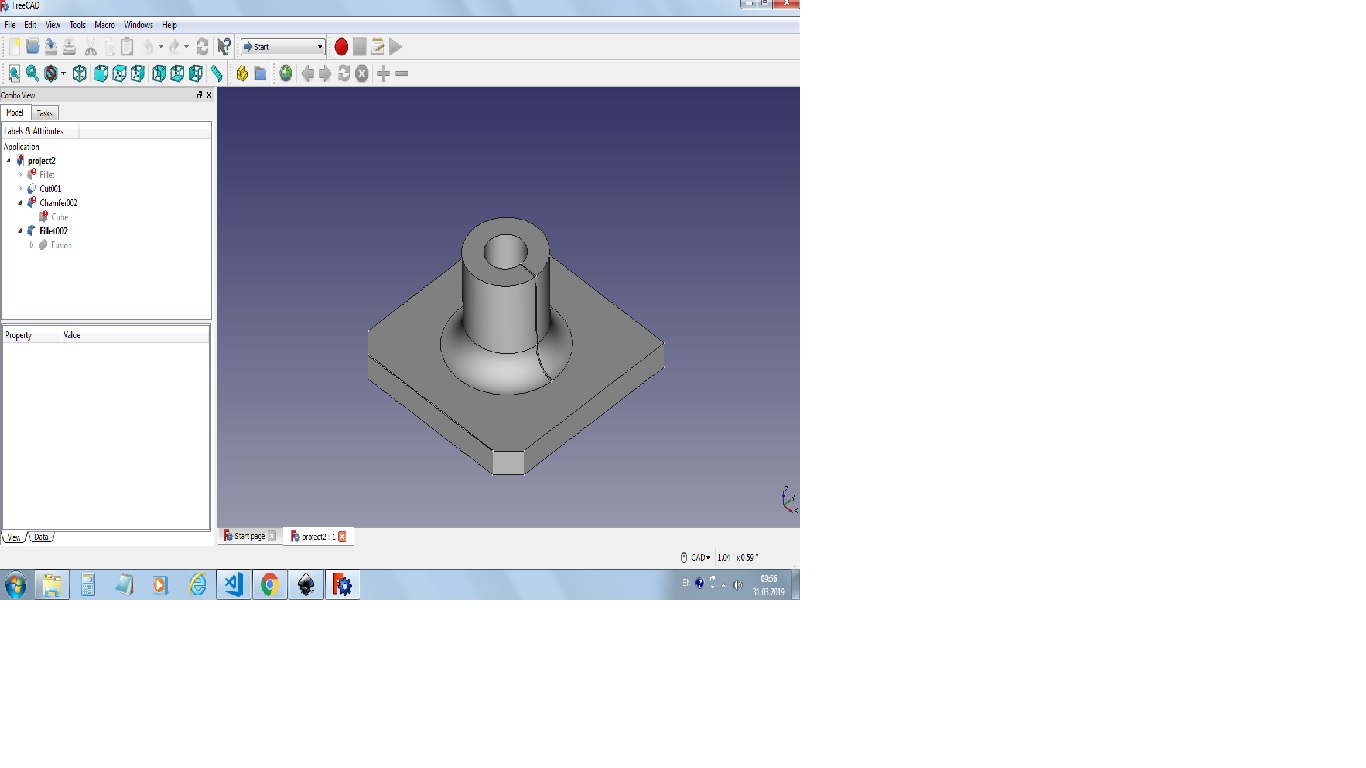 FreeCAD
File Edit View Tools Macro Windows Help
Start
Combo View
Model Tasks
Labels & Attributes
Application
project2
Fillet
Cut001
Chamfer002
Cube
Fillet002
Fusion
Property Value
View Data
Start page project2 : 1
CAD 1.04 " x 0.59 "
EN 09:56
31.03.2019
Z
Y
X